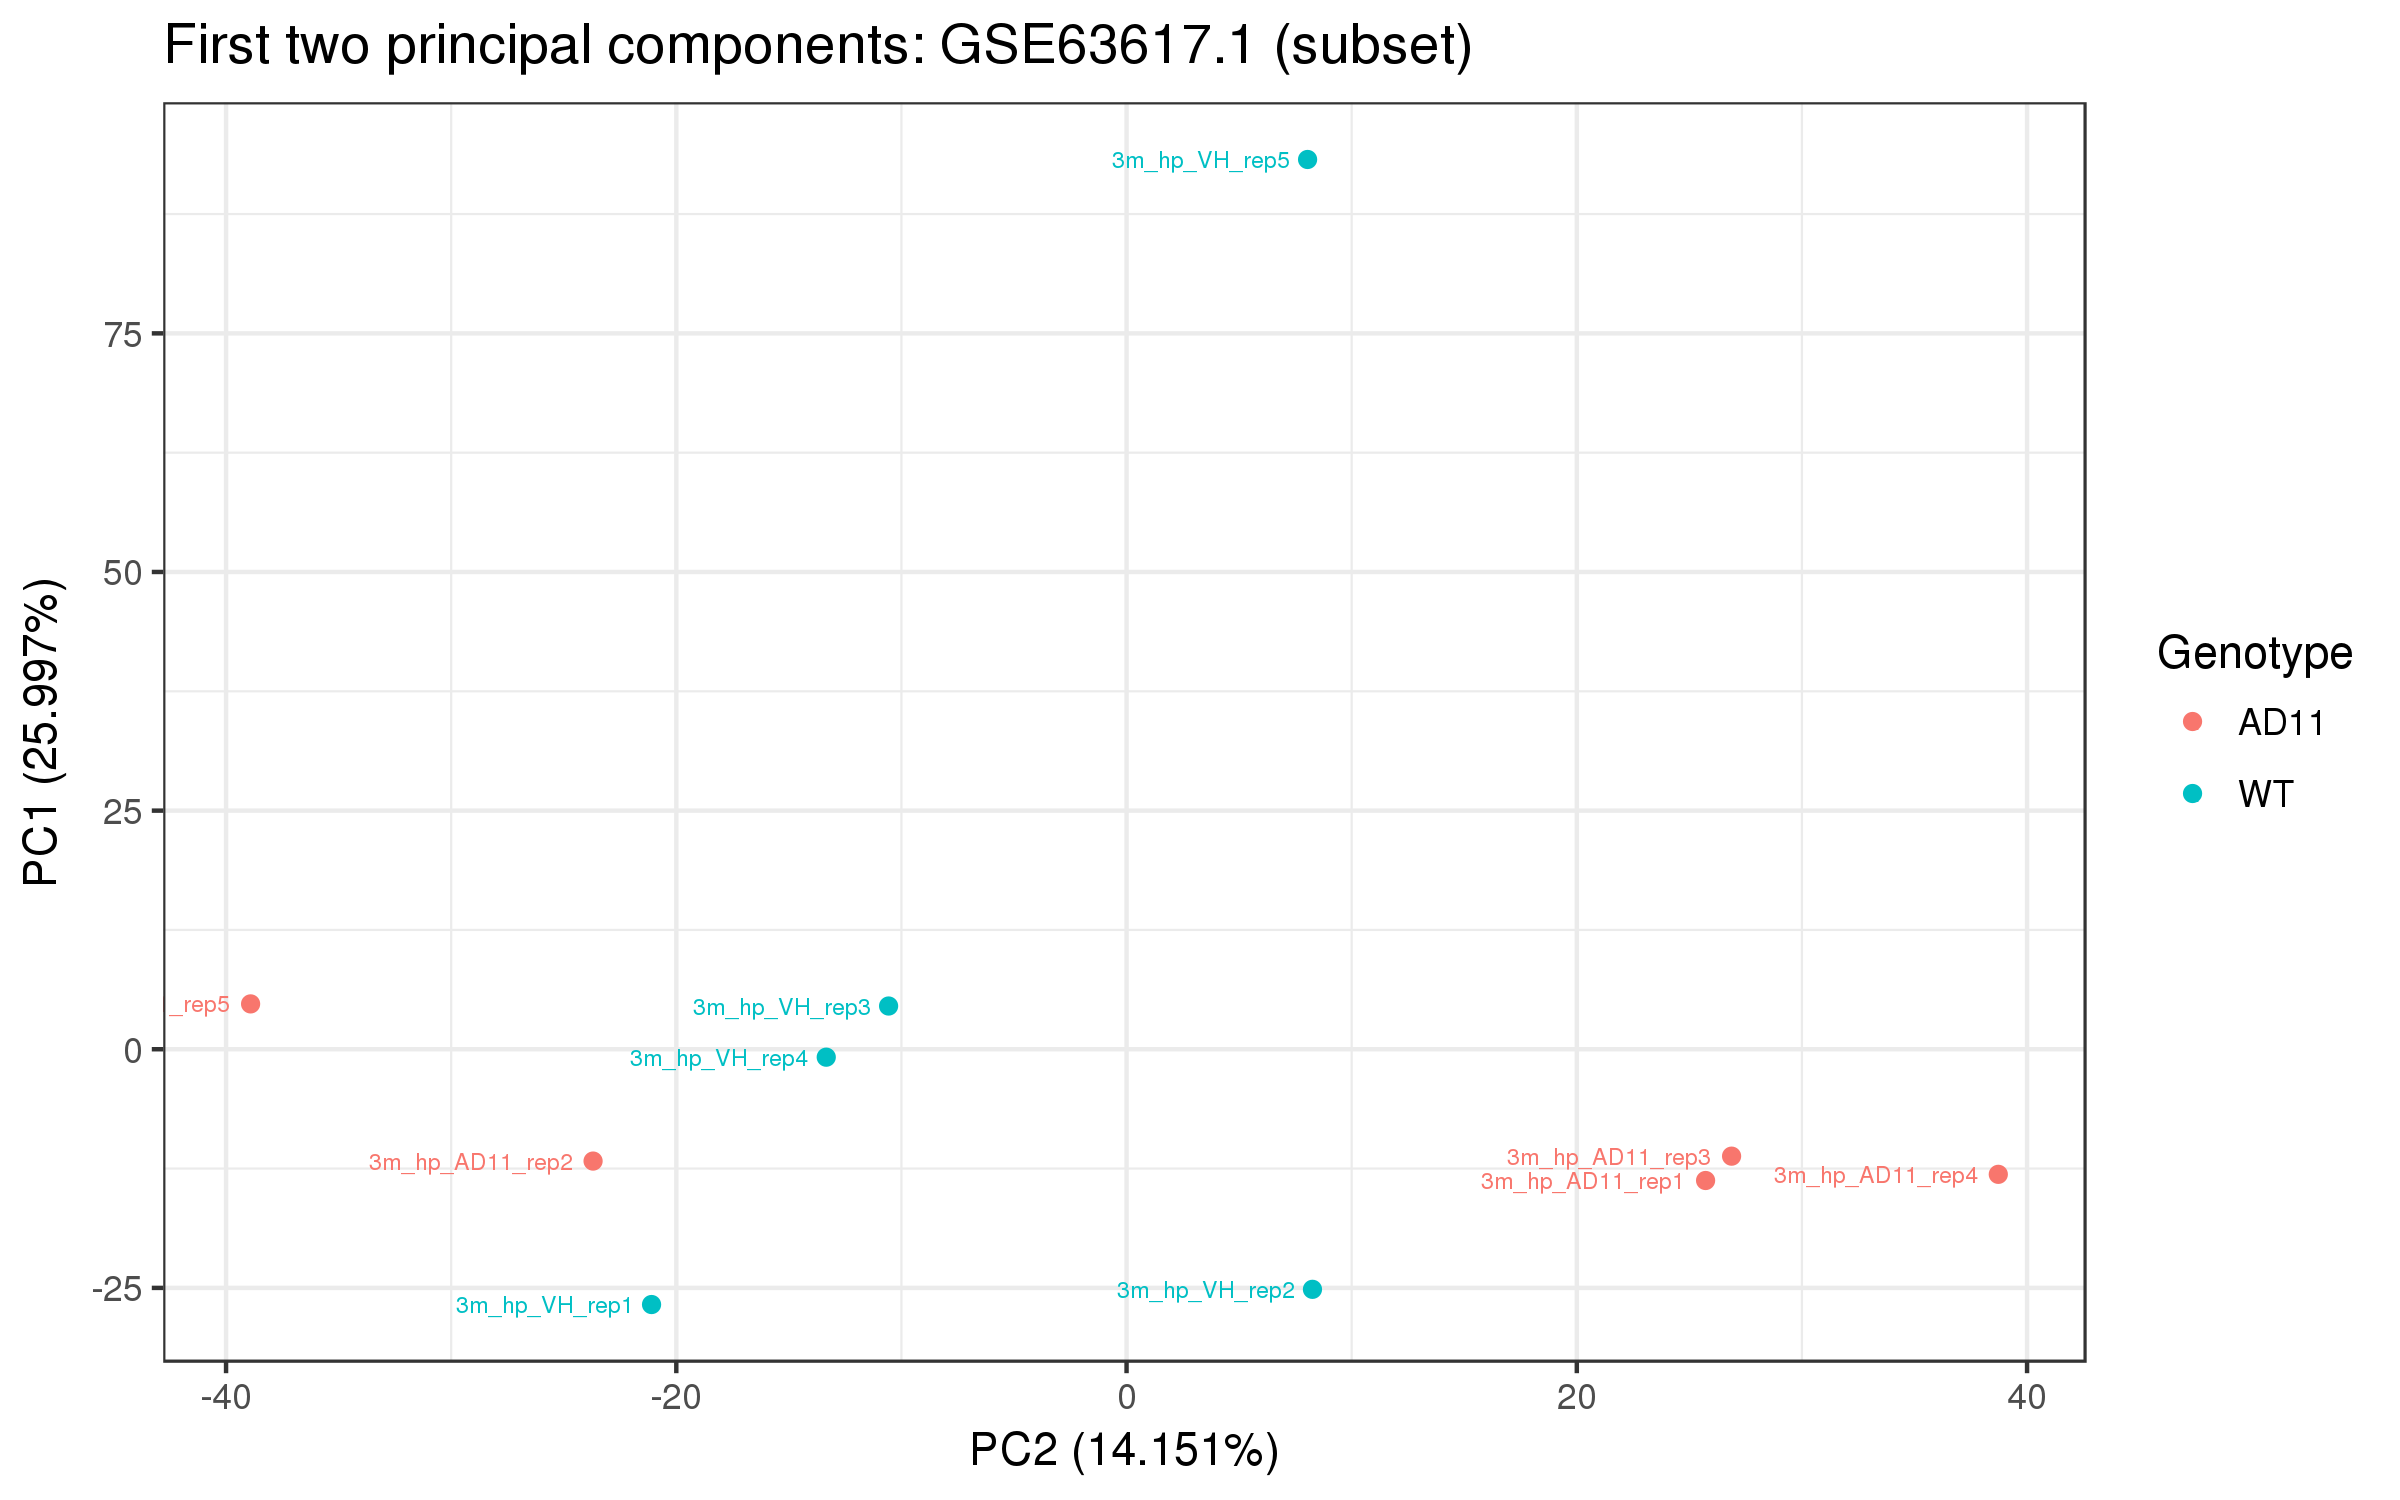 First two principal components: GSE63617.1 (subset)
3m_hp_VH_rep5
75
50
PC1 (25.997%)
Genotype
AD11
WT
25
_rep5
3m_hp_VH_rep3
0
3m_hp_VH_rep4
3m_hp_AD11_rep2
3m_hp_AD11_rep3
3m_hp_AD11_rep4
3m_hp_AD11_rep1
-25
3m_hp_VH_rep2
3m_hp_VH_rep1
-40 -20 0 20 40
PC2 (14.151%)